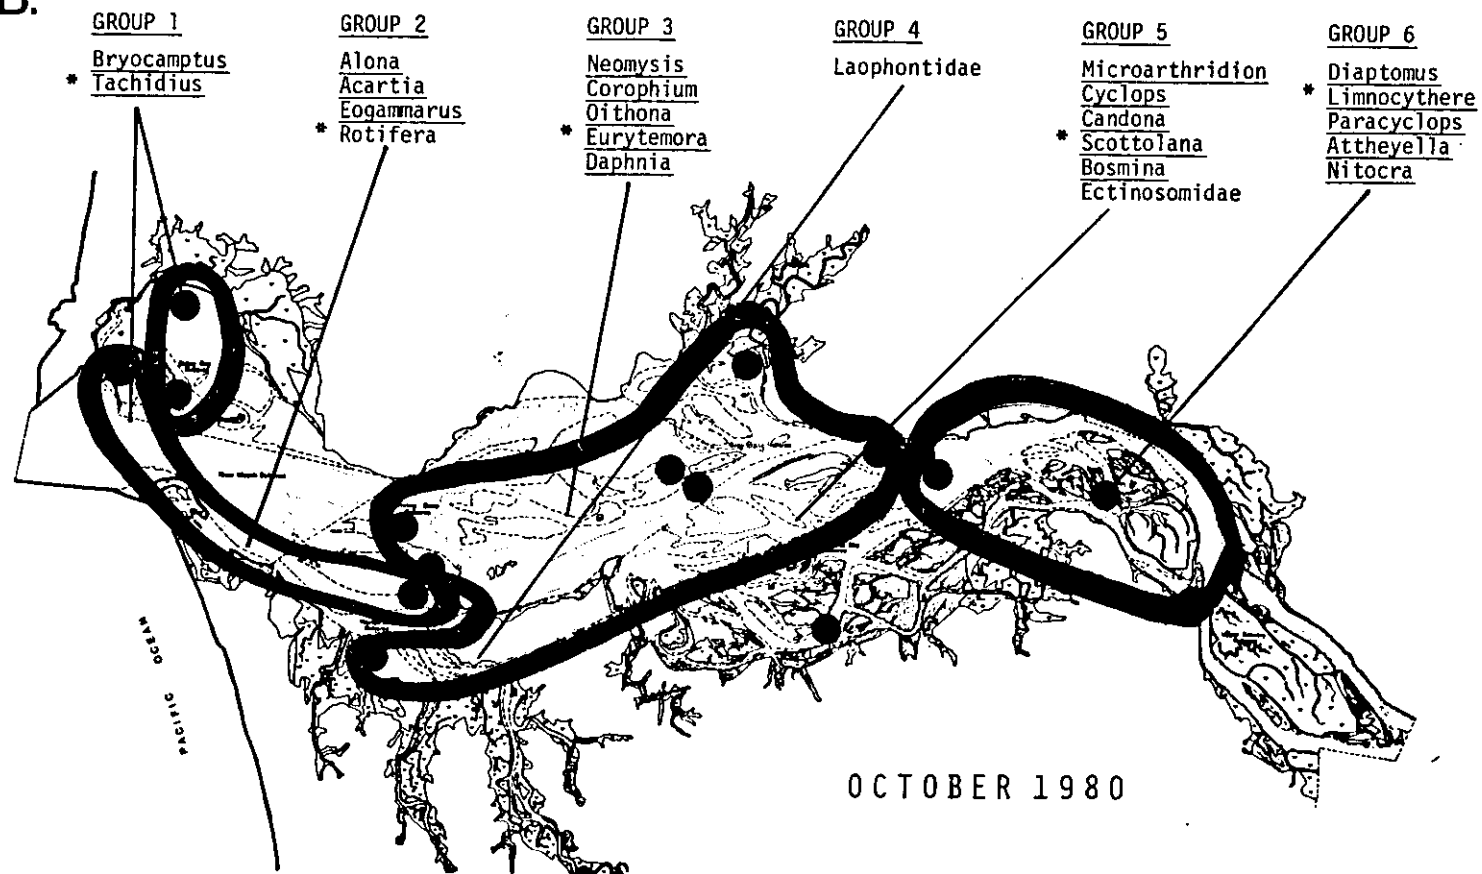 B.
GROUP 1
Bryocamptus
* Tachidius
GROUP 2
Alona
Acartia
Eogammarus
* Rotifera
GROUP 3
Neomysis
Corophium
Oithona
* Eurytemora
Daphnia
GROUP 4
Laophontidae
GROUP 5
Microarthridion
Cyclops
Candona
* Scottolana
Bosmina
Ectinosomidae
GROUP 6
Diaptomus
* Limnocythere
Paracyclops
Attheyella
Nitocra
PACIFIC OCEAN
OCTOBER 1980